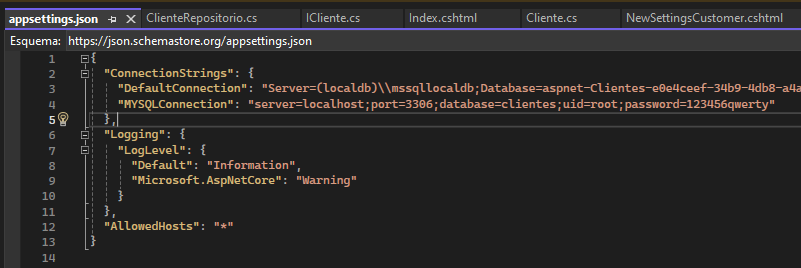 appsettings.json ClienteRepositorio.cs ICliente.cs Index.cshtml Cliente.cs NewSettingsCustomer.cshtml
Esquema: https://json.schemastore.org/appsettings.json
1 {
2 "ConnectionStrings": {
3 "DefaultConnection": "Server=(localdb)\\mssqllocaldb;Database=aspnet-Clientes-e0e4ceef-34b9-4db8-a4a
4 "MYSQLConnection": "server=localhost;port=3306;database=clientes;uid=root;password=123456qwerty"
5 },
6 "Logging": {
7 "LogLevel": {
8 "Default": "Information",
9 "Microsoft.AspNetCore": "Warning"
10 }
11 },
12 "AllowedHosts": "*"
13 }
14